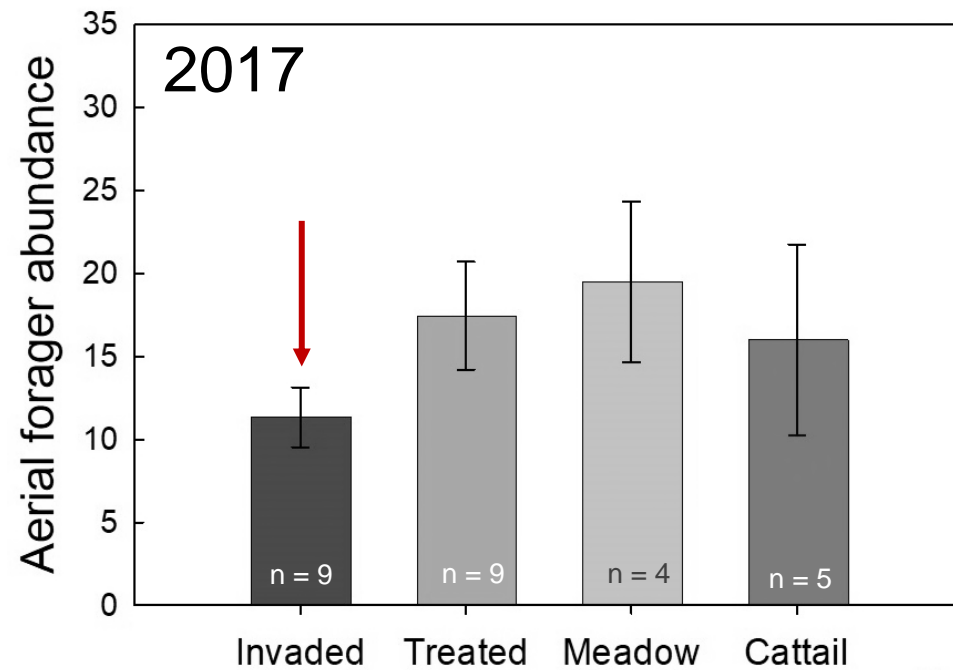 2017
Aerial forager abundance
35
30
25
20
15
10
5
0
n = 9
n = 9
n = 4
n = 5
Invaded
Treated
Meadow
Cattail